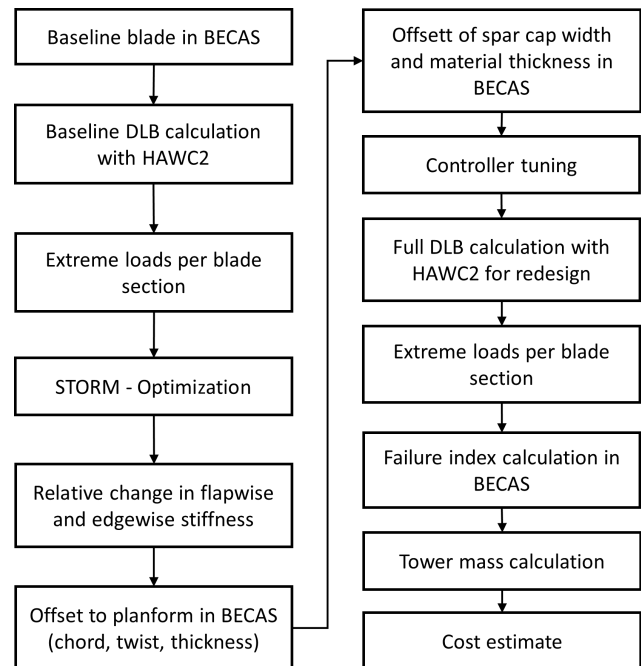 Baseline blade in BECAS
Baseline DLB calculation
with HAWC2
Extreme loads per blade
section
STORM - Optimization
Relative change in flapwise
and edgewise stiffness
Offset to planform in BECAS
(chord, twist, thickness)
Offsett of spar cap width
and material thickness in
BECAS
Controller tuning
Full DLB calculation with
HAWC2 for redesign
Extreme loads per blade
section
Failure index calculation in
BECAS
Tower mass calculation
Cost estimate